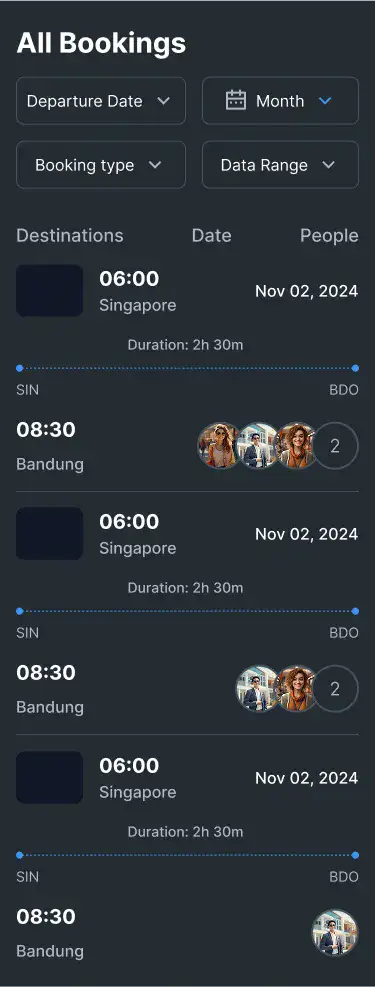 All Bookings
Departure Date
Month
Booking type
Data Range
Destinations Date People
06:00
Singapore
Nov 02, 2024
Duration: 2h 30m
SIN BDO
08:30
Bandung
2
06:00
Singapore
Nov 02, 2024
Duration: 2h 30m
SIN BDO
08:30
Bandung
2
06:00
Singapore
Nov 02, 2024
Duration: 2h 30m
SIN BDO
08:30
Bandung